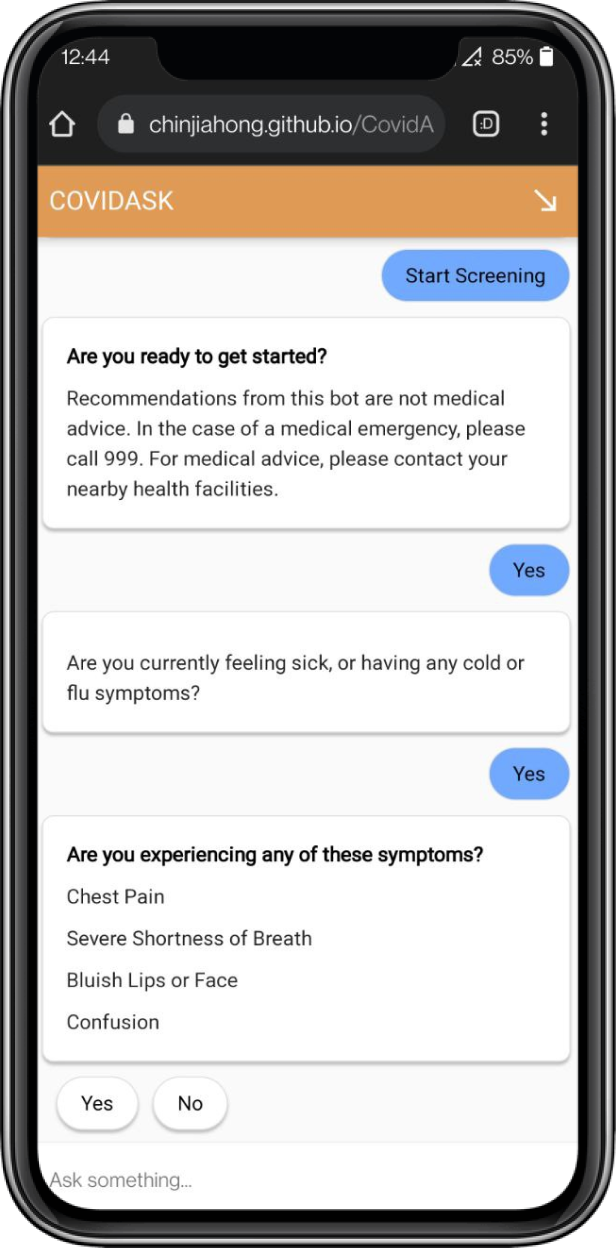 12:44
85%
chinjiahong.github.io/CovidA
:D
COVIDASK
Start Screening
Are you ready to get started?
Recommendations from this bot are not medical
advice. In the case of a medical emergency, please
call 999. For medical advice, please contact your
nearby health facilities.
Yes
Are you currently feeling sick, or having any cold or
flu symptoms?
Yes
Are you experiencing any of these symptoms?
Chest Pain
Severe Shortness of Breath
Bluish Lips or Face
Confusion
Yes No
Ask something...